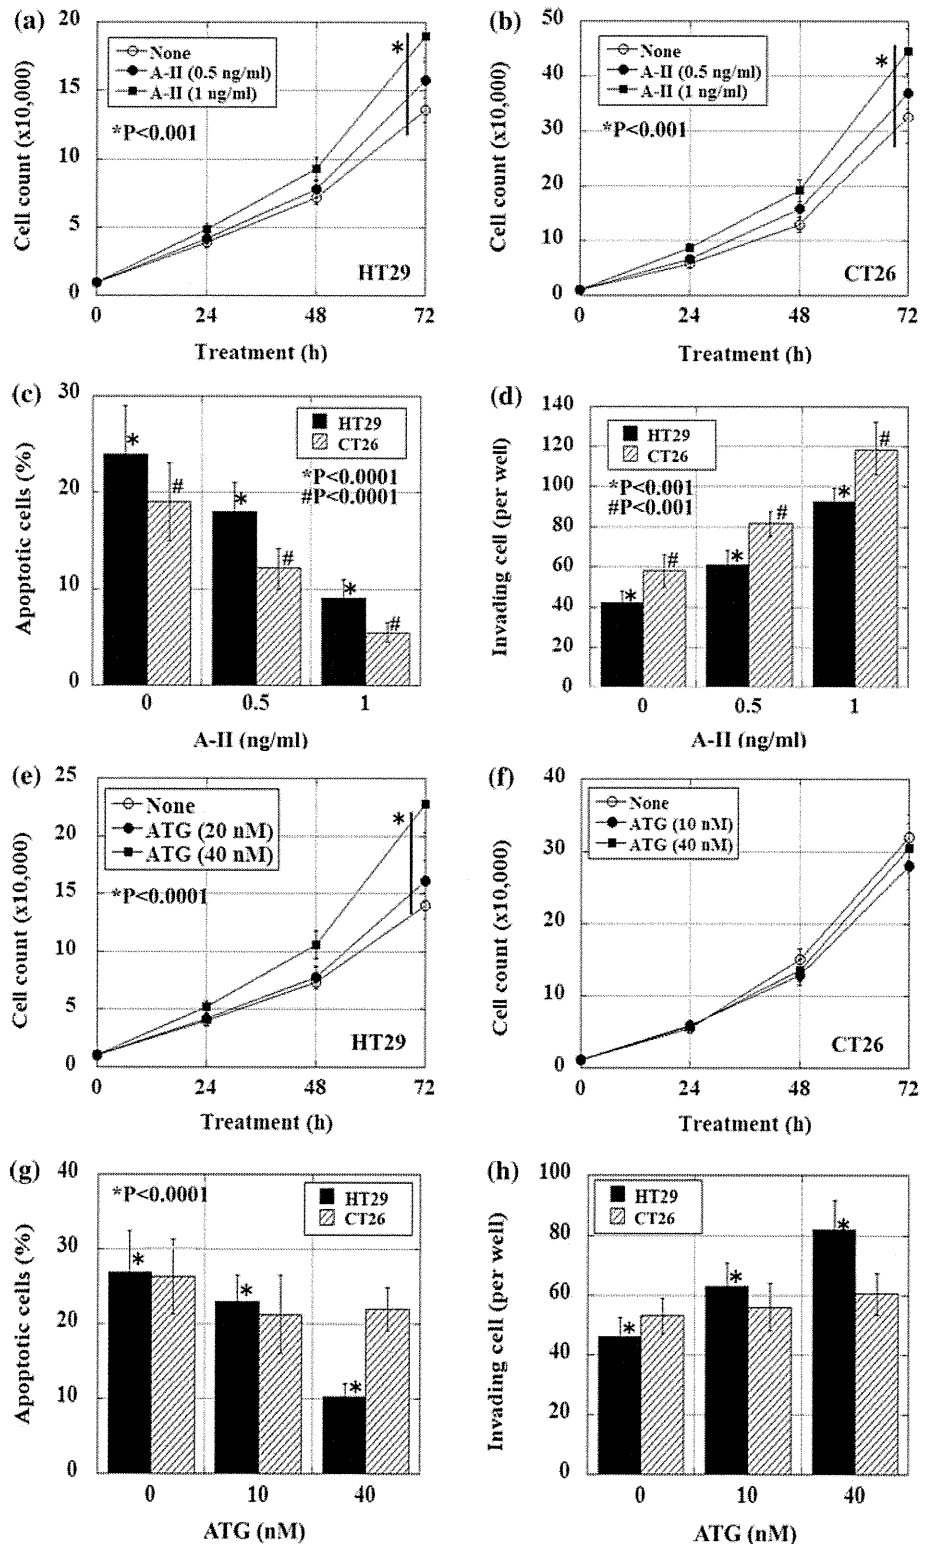 (a)
20
15
10
5
0
Cell count (x10,000)
None
A-II (0.5 ng/ml)
A-II (1 ng/ml)
*P<0.001
*
HT29
0 24 48 72
Treatment (h)
(b)
50
40
30
20
10
0
Cell count (x10,000)
None
A-II (0.5 ng/ml)
A-II (1 ng/ml)
*P<0.001
*
CT26
0 24 48 72
Treatment (h)
(c)
30
20
10
0
Apoptotic cells (%)
HT29
CT26
*P<0.0001
#P<0.0001
* # * # * #
0 0.5 1
A-II (ng/ml)
(d)
140
120
100
80
60
40
20
0
Invading cell (per well)
HT29
CT26
*P<0.001
#P<0.001
* # * # * #
0 0.5 1
A-II (ng/ml)
(e)
25
20
15
10
5
0
Cell count (x10,000)
None
ATG (20 nM)
ATG (40 nM)
*P<0.0001
*
HT29
0 24 48 72
Treatment (h)
(f)
40
30
20
10
0
Cell count (x10,000)
None
ATG (10 nM)
ATG (40 nM)
CT26
0 24 48 72
Treatment (h)
(g)
40
30
20
10
0
Apoptotic cells (%)
*P<0.0001
HT29
CT26
* * *
0 10 40
ATG (nM)
(h)
100
80
60
40
20
0
Invading cell (per well)
HT29
CT26
* * *
0 10 40
ATG (nM)